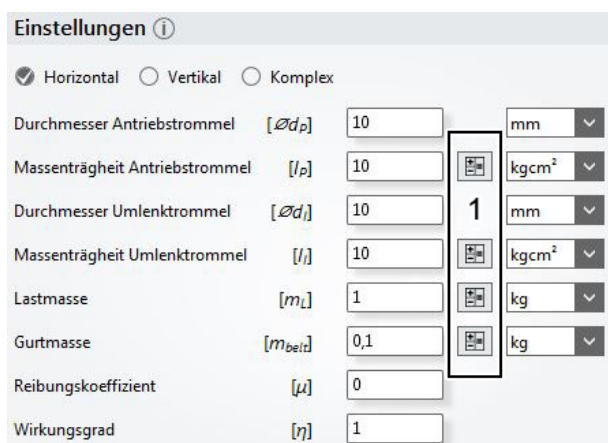 Einstellungen ⓘ
Horizontal Vertikal Komplex
Durchmesser Antriebstrommel [∅dP] 10 mm
Massenträgheit Antriebstrommel [IP] 10 kgcm²
Durchmesser Umlenktrommel [∅dI] 10 1 mm
Massenträgheit Umlenktrommel [II] 10 kgcm²
Lastmasse [mL] 1 kg
Gurtmasse [mbelt] 0,1 kg
Reibungskoeffizient [μ] 0
Wirkungsgrad [η] 1